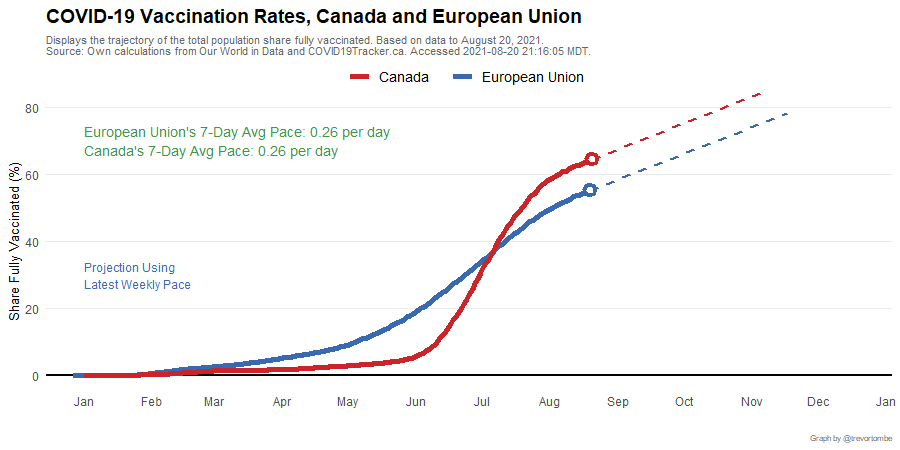 COVID-19 Vaccination Rates, Canada and European Union
Displays the trajectory of the total population share fully vaccinated. Based on data to August 20, 2021.
Source: Own calculations from Our World in Data and COVID19Tracker.ca. Accessed 2021-08-20 21:16:05 MDT.
Canada European Union
European Union's 7-Day Avg Pace: 0.26 per day
Canada's 7-Day Avg Pace: 0.26 per day
Projection Using
Latest Weekly Pace
Share Fully Vaccinated (%)
80
60
40
20
0
Jan Feb Mar Apr May Jun Jul Aug Sep Oct Nov Dec Jan
Graph by @trevortombe